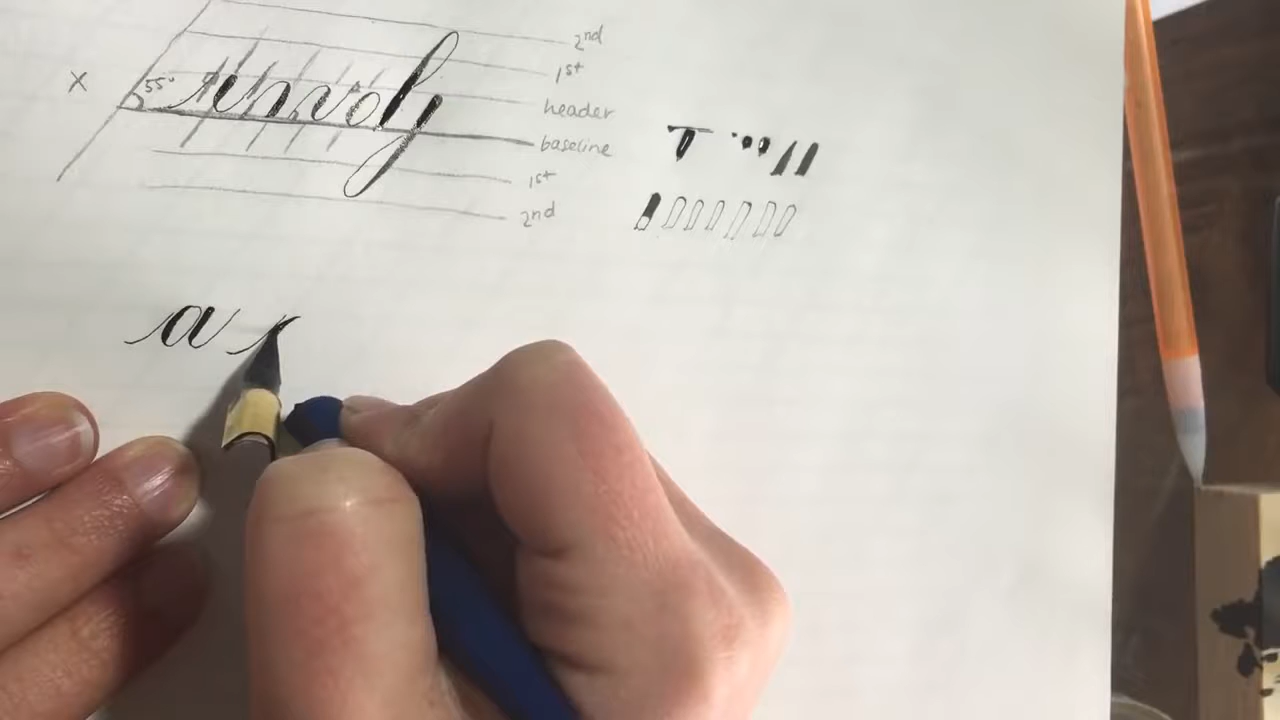 2nd
1st
X 55° header
baseline
1st
2nd
a